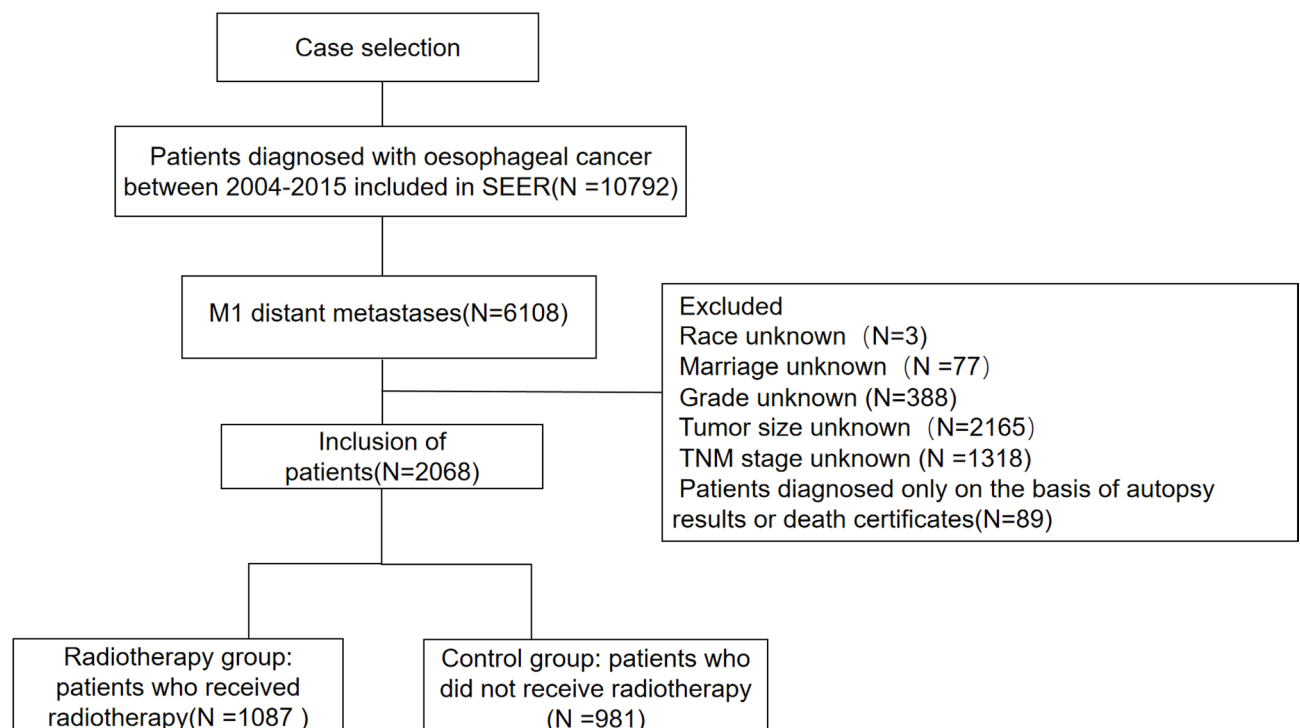 Case selection
Patients diagnosed with oesophageal cancer
between 2004-2015 included in SEER(N =10792)
M1 distant metastases(N=6108)
Excluded
Race unknown（N=3)
Marriage unknown（N =77）
Grade unknown (N=388)
Tumor size unknown（N=2165）
TNM stage unknown (N =1318)
Patients diagnosed only on the basis of autopsy
results or death certificates(N=89)
Inclusion of
patients(N=2068)
Radiotherapy group:
patients who received
radiotherapy(N =1087 )
Control group: patients who
did not receive radiotherapy
(N =981)